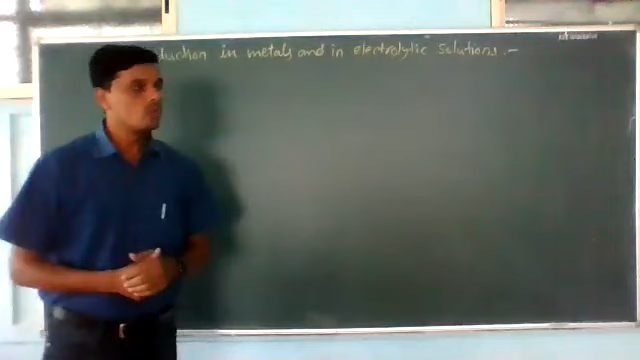 duction in metals and in electrolytic solutions :-